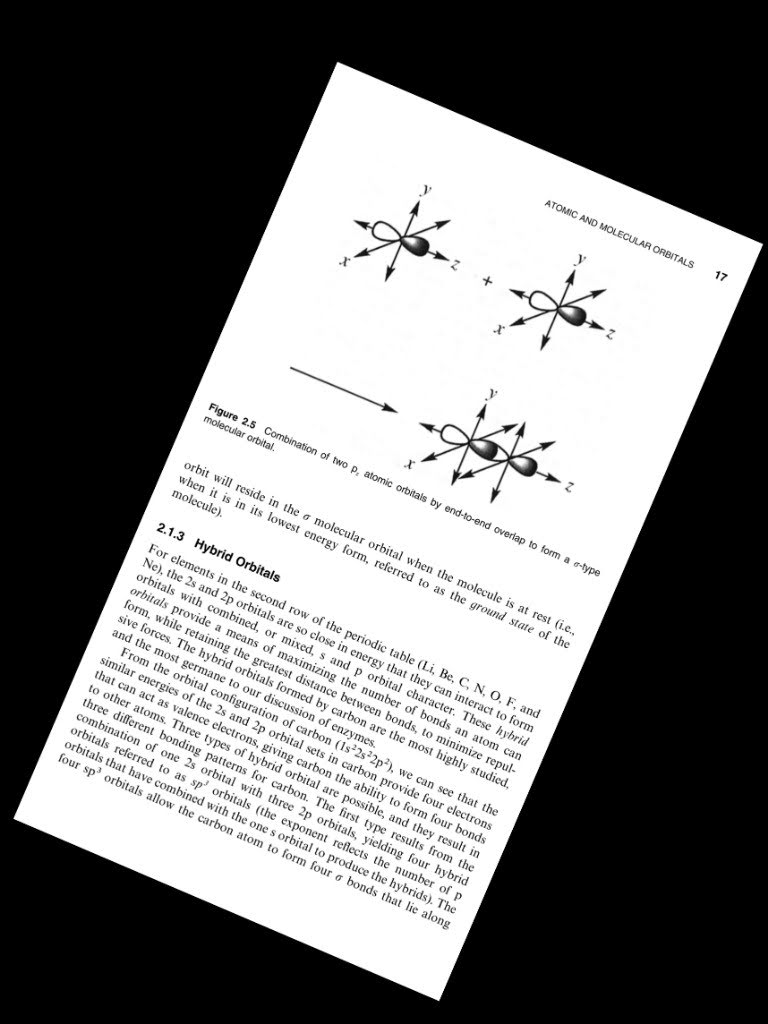 ATOMIC AND MOLECULAR ORBITALS 17
y
x
z
+
y
x
z
y
x
z
Figure 2.5 Combination of two pz atomic orbitals by end-to-end overlap to form a σ-type
molecular orbital.
orbit will reside in the σ molecular orbital when the molecule is at rest (i.e.,
when it is in its lowest energy form, referred to as the ground state of the
molecule).
2.1.3 Hybrid Orbitals
For elements in the second row of the periodic table (Li, Be, C, N, O, F, and
Ne), the 2s and 2p orbitals are so close in energy that they can interact to form
orbitals with combined, or mixed, s and p orbital character. These hybrid
orbitals provide a means of maximizing the number of bonds an atom can
form, while retaining the greatest distance between bonds, to minimize repul-
sive forces. The hybrid orbitals formed by carbon are the most highly studied,
and the most germane to our discussion of enzymes.
From the orbital configuration of carbon (1s²2s²2p²), we can see that the
similar energies of the 2s and 2p orbital sets in carbon provide four electrons
that can act as valence electrons, giving carbon the ability to form four bonds
to other atoms. Three types of hybrid orbital are possible, and they result in
three different bonding patterns for carbon. The first type results from the
combination of one 2s orbital with three 2p orbitals, yielding four hybrid
orbitals referred to as sp³ orbitals (the exponent reflects the number of p
orbitals that have combined with the one s orbital to produce the hybrids). The
four sp³ orbitals allow the carbon atom to form four σ bonds that lie along